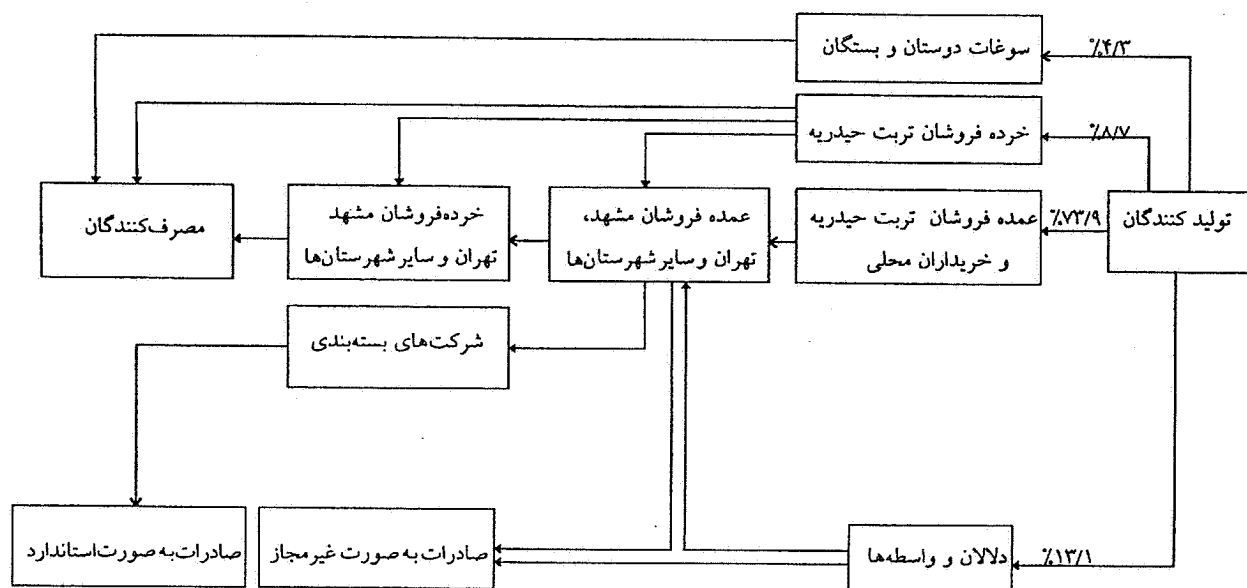 سوغات دوستان و بستگان
٪۴/۳
خرده فروشان تربت حیدریه
٪۸/۷
تولید کنندگان
٪۷۳/۹
عمده فروشان تربت حیدریه
و خریداران محلی
عمده فروشان مشهد،
تهران و سایر شهرستان‌ها
خرده‌فروشان مشهد
تهران و سایر شهرستان‌ها
مصرف‌کنندگان
شرکت‌های بسته‌بندی
٪۱۳/۱
دلالان و واسطه‌ها
صادرات به صورت غیرمجاز
صادرات به صورت استاندارد